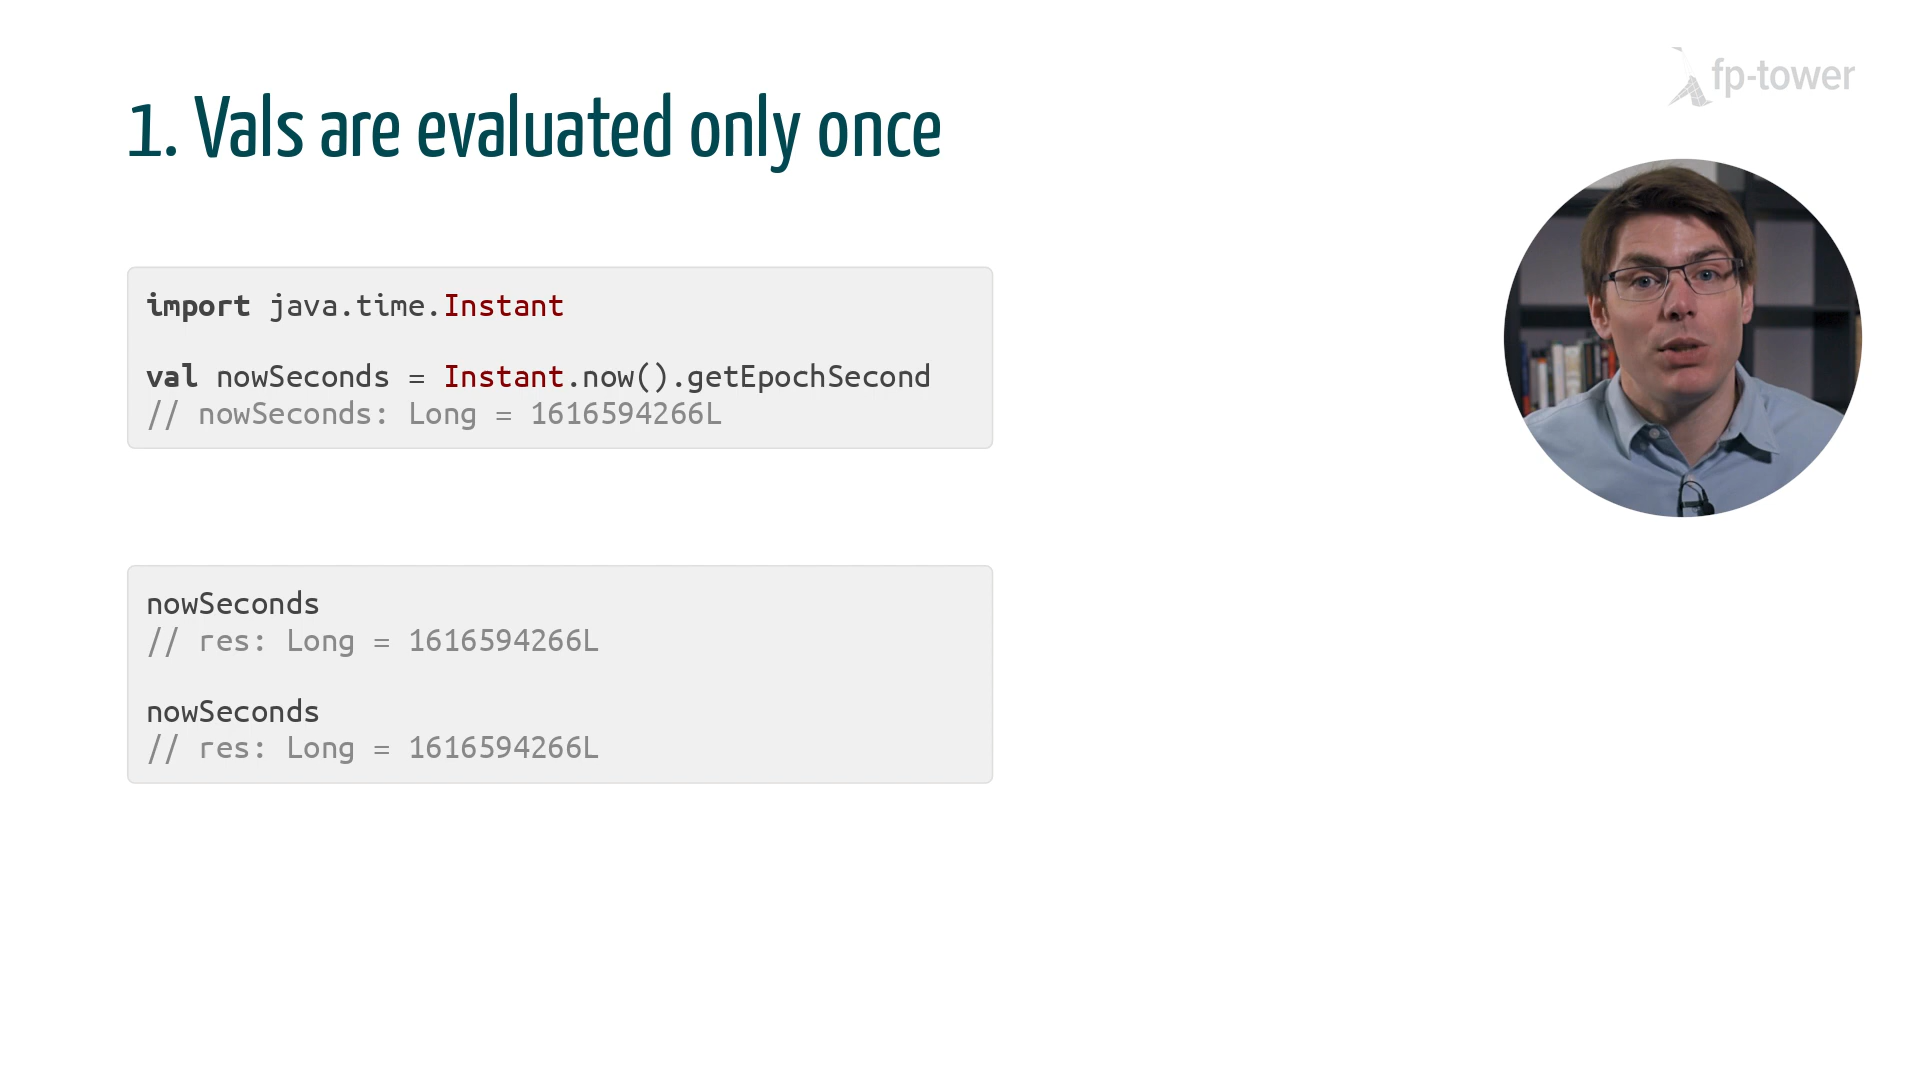 fp-tower
1. Vals are evaluated only once
import java.time.Instant
val nowSeconds = Instant.now().getEpochSecond
// nowSeconds: Long = 1616594266L
nowSeconds
// res: Long = 1616594266L
nowSeconds
// res: Long = 1616594266L